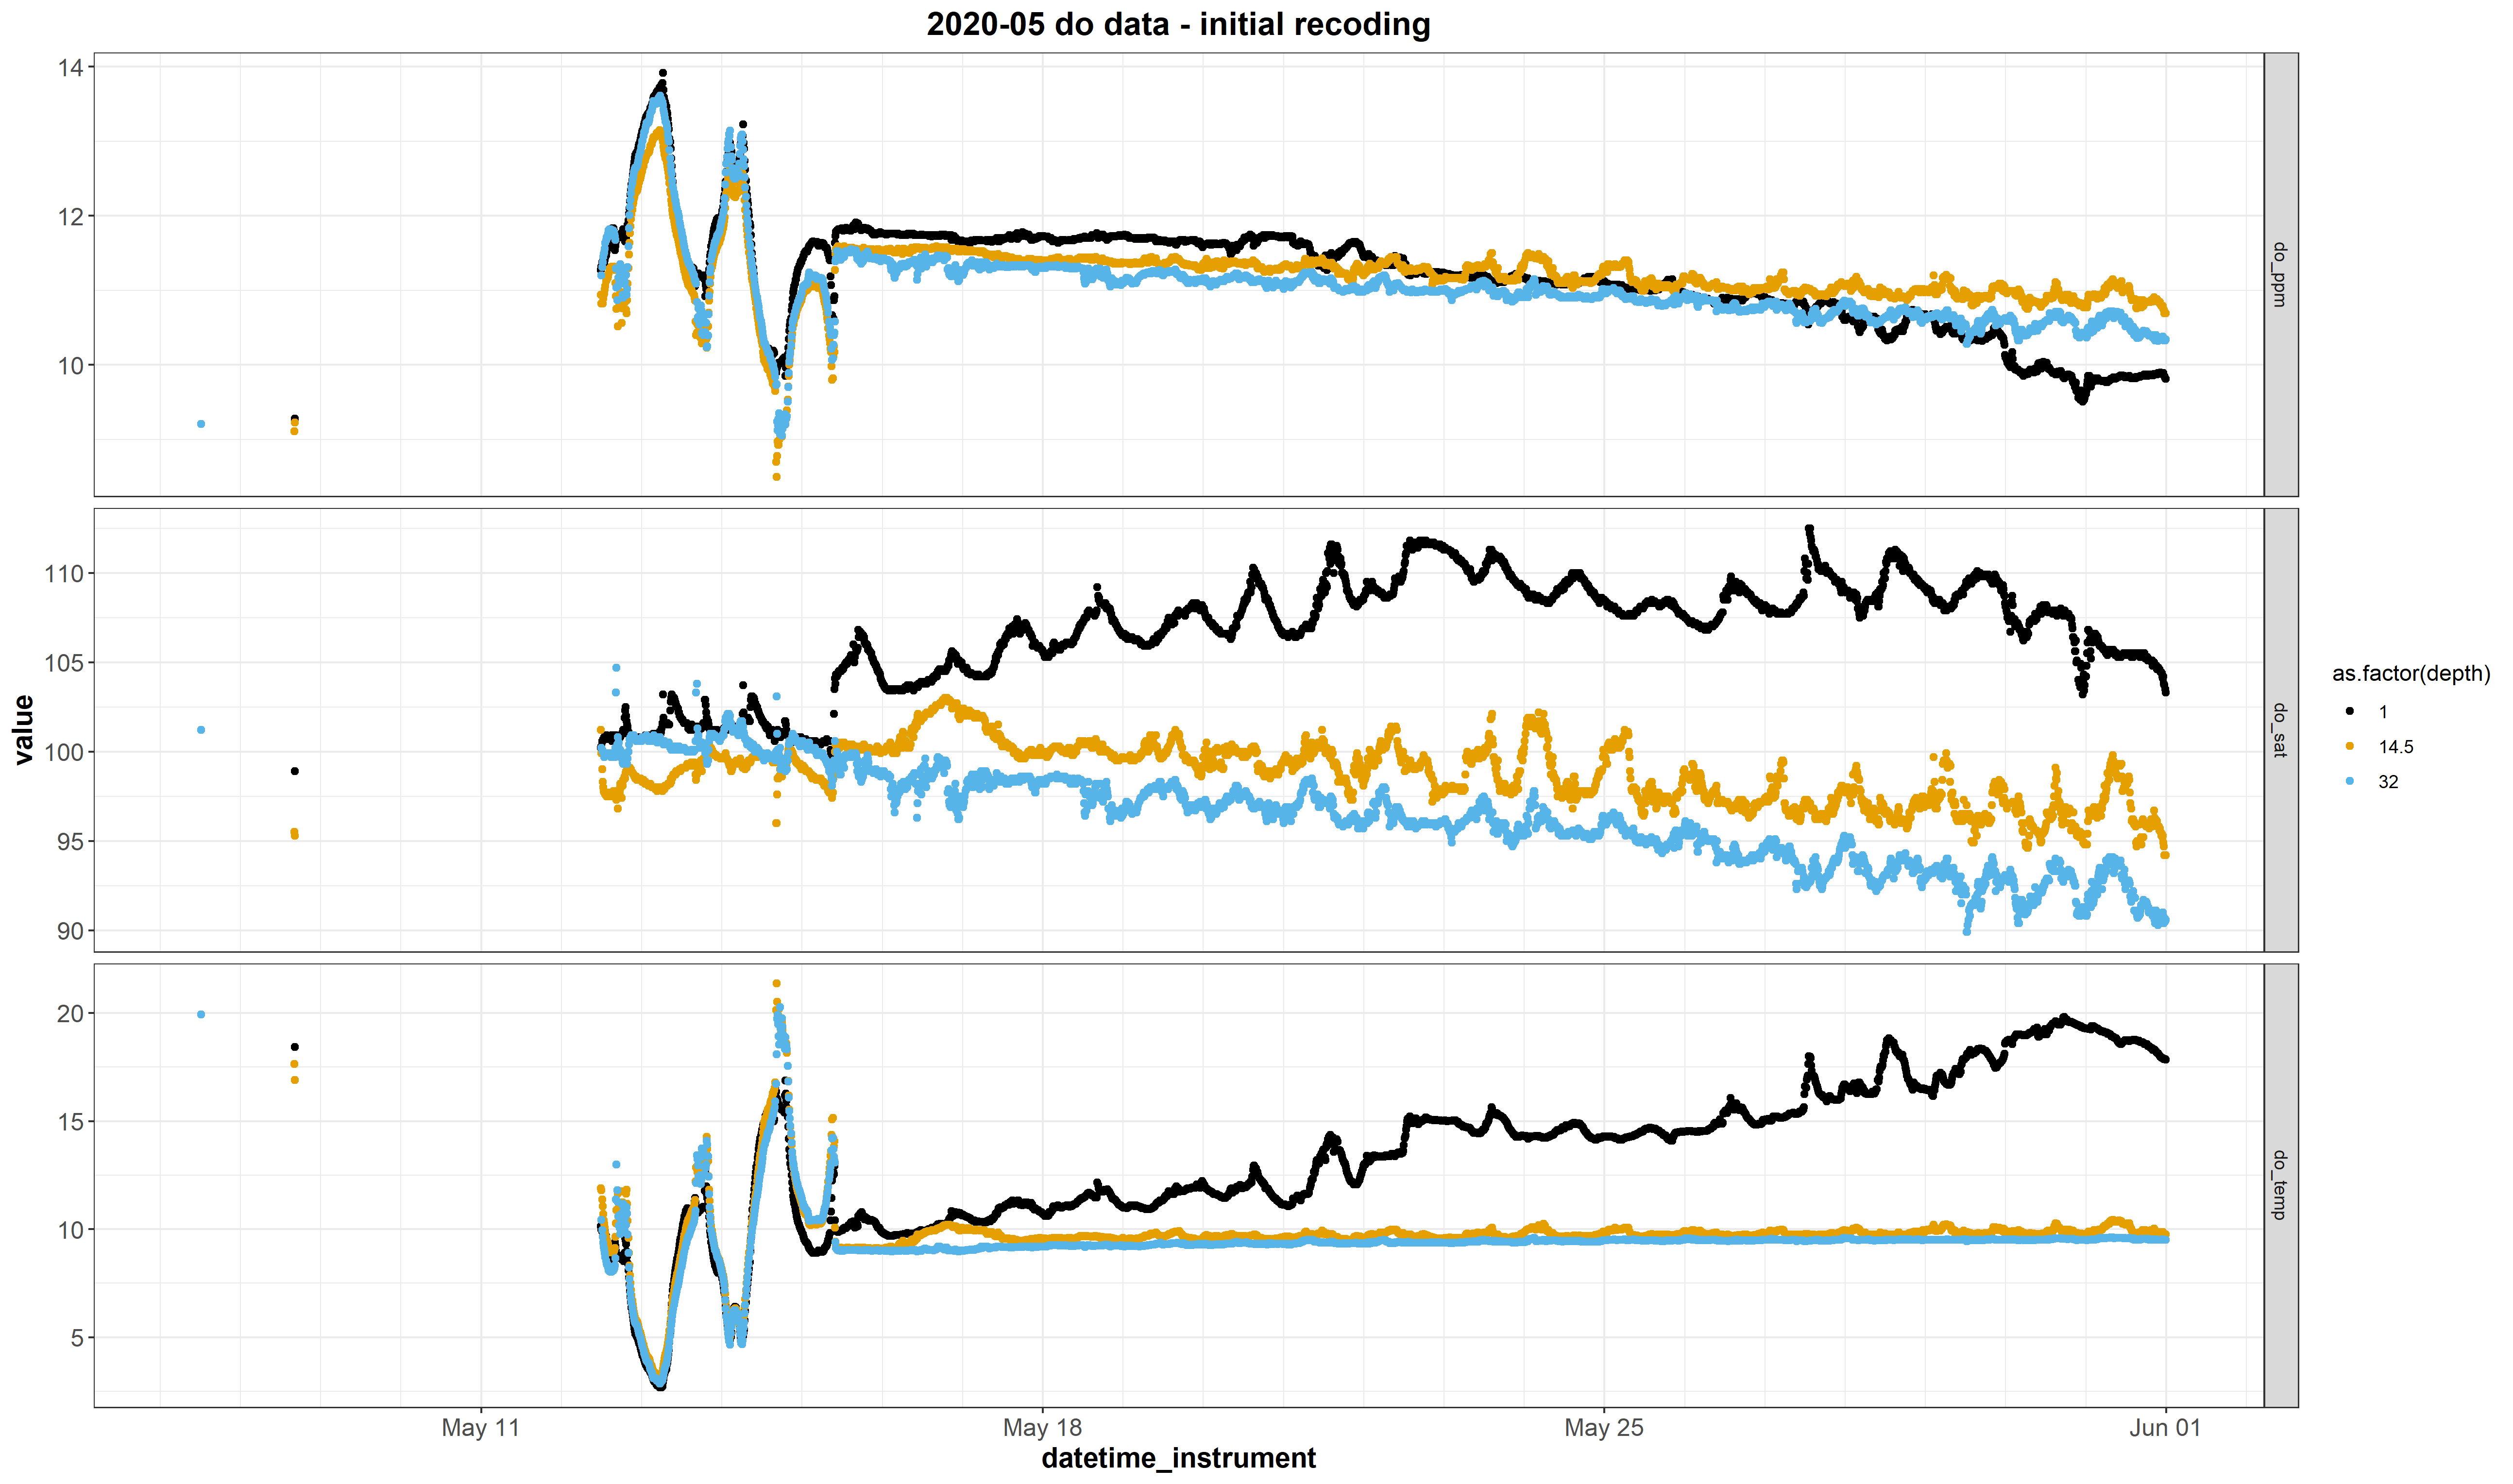 2020-05 do data - initial recoding
14
12
10
do_ppm
110
105
100
95
90
do_sat
20
15
10
5
do_temp
value
May 11
May 18
May 25
Jun 01
datetime_instrument
as.factor(depth)
1
14.5
32